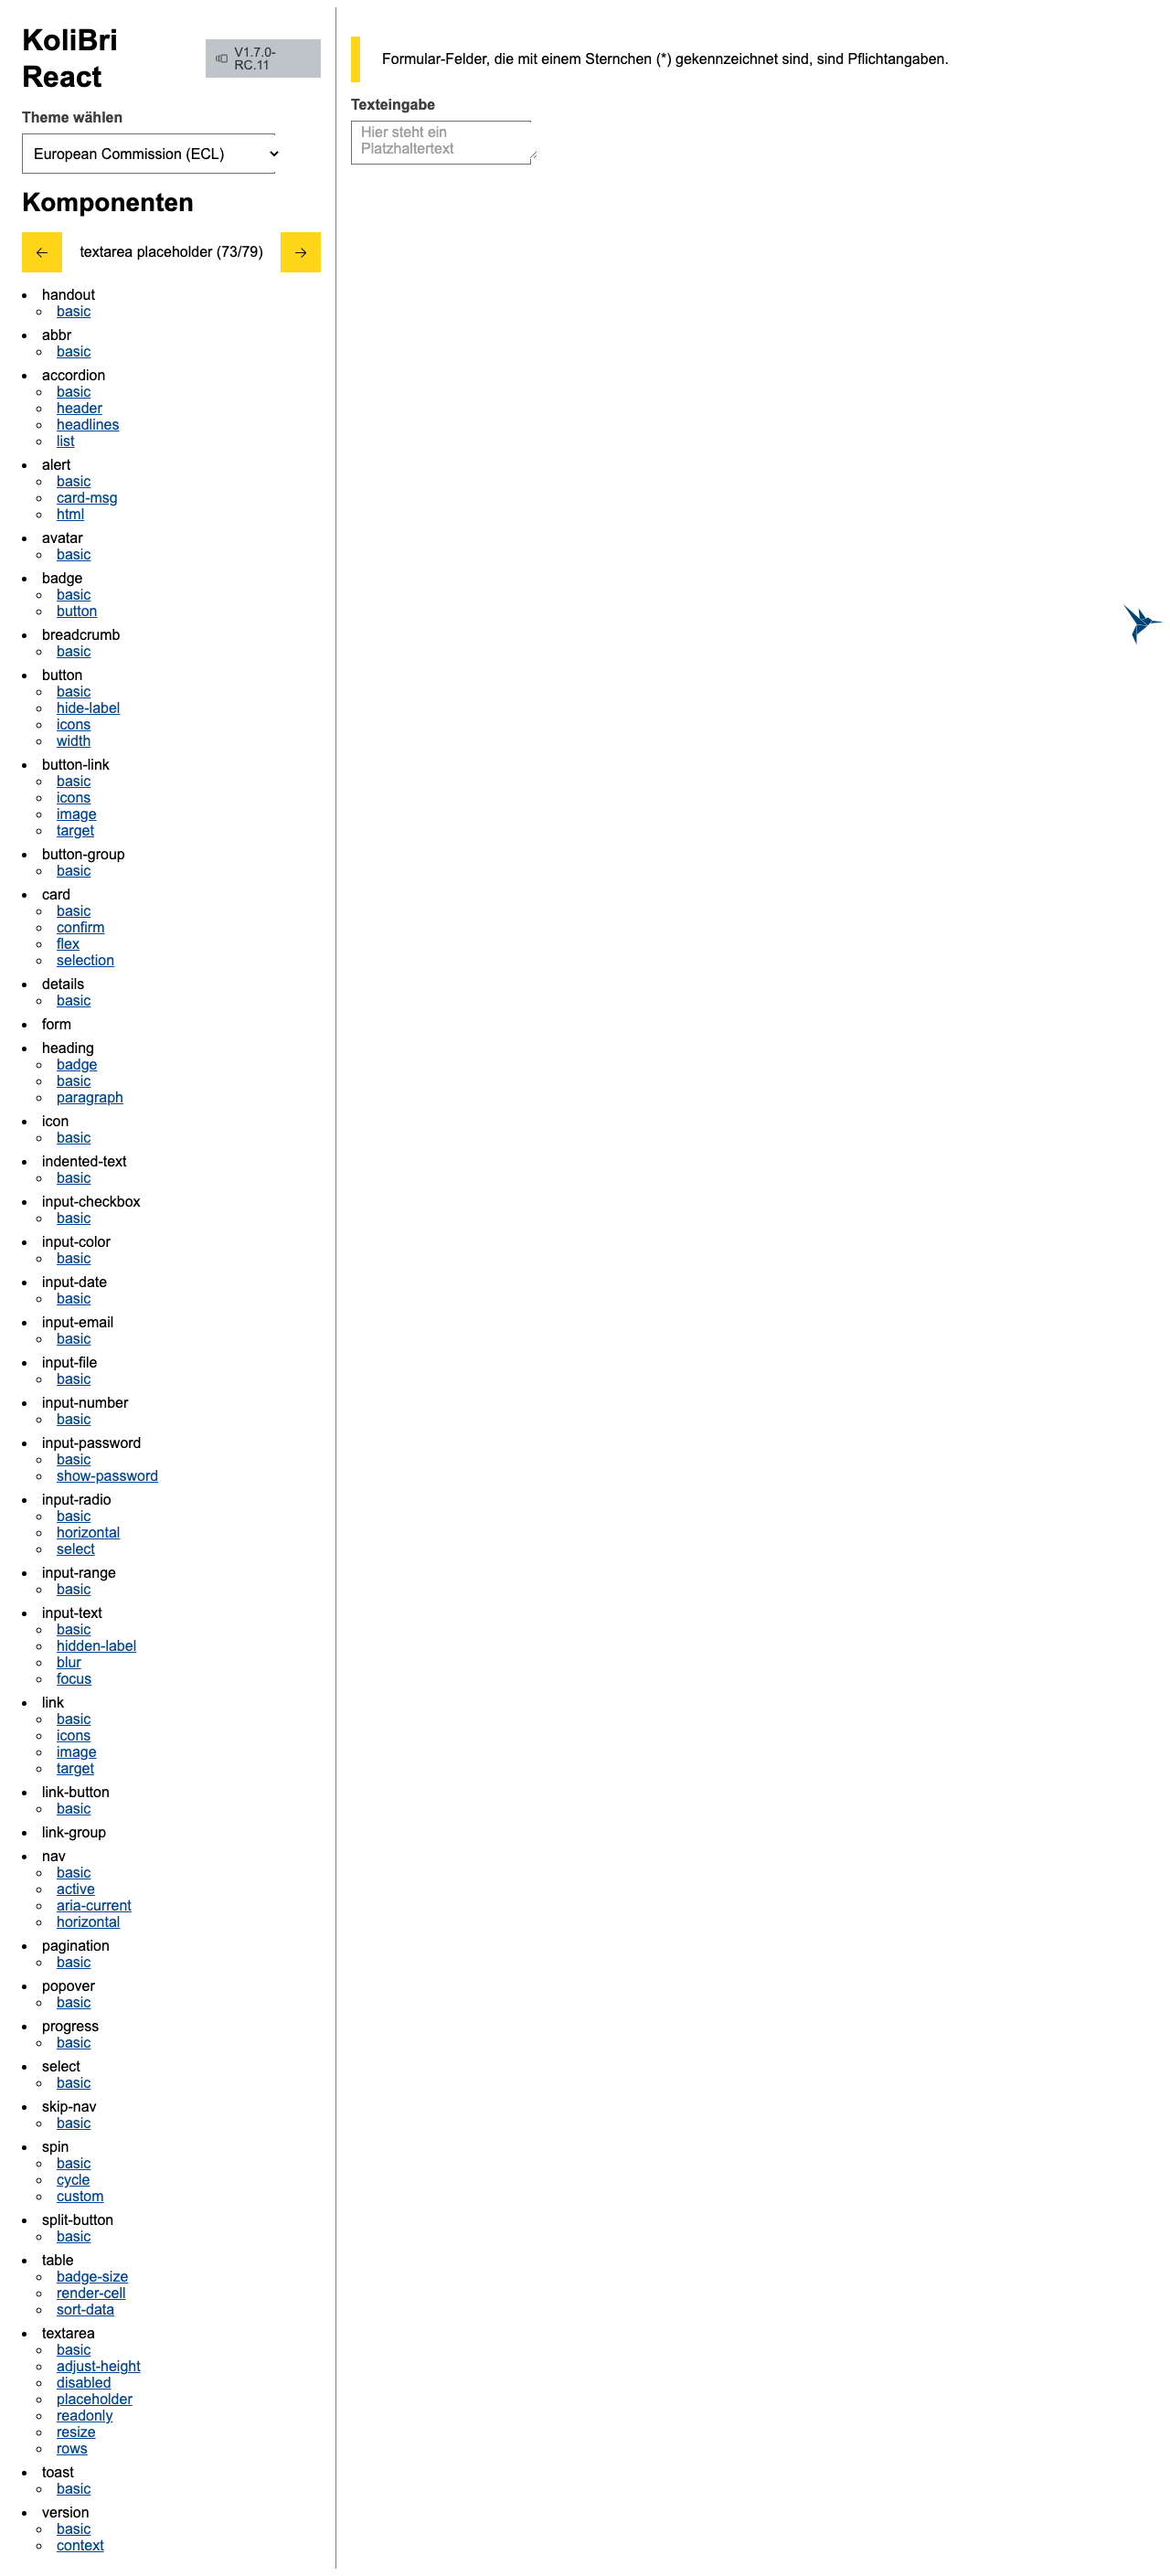 KoliBri
React
V1.7.0-
RC.11
Theme wählen
European Commission (ECL)
Komponenten
textarea placeholder (73/79)
handout
basic
abbr
basic
accordion
basic
header
headlines
list
alert
basic
card-msg
html
avatar
basic
badge
basic
button
breadcrumb
basic
button
basic
hide-label
icons
width
button-link
basic
icons
image
target
button-group
basic
card
basic
confirm
flex
selection
details
basic
form
heading
badge
basic
paragraph
icon
basic
indented-text
basic
input-checkbox
basic
input-color
basic
input-date
basic
input-email
basic
input-file
basic
input-number
basic
input-password
basic
show-password
input-radio
basic
horizontal
select
input-range
basic
input-text
basic
hidden-label
blur
focus
link
basic
icons
image
target
link-button
basic
link-group
nav
basic
active
aria-current
horizontal
pagination
basic
popover
basic
progress
basic
select
basic
skip-nav
basic
spin
basic
cycle
custom
split-button
basic
table
badge-size
render-cell
sort-data
textarea
basic
adjust-height
disabled
placeholder
readonly
resize
rows
toast
basic
version
basic
context
Formular-Felder, die mit einem Sternchen (*) gekennzeichnet sind, sind Pflichtangaben.
Texteingabe
Hier steht ein
Platzhaltertext